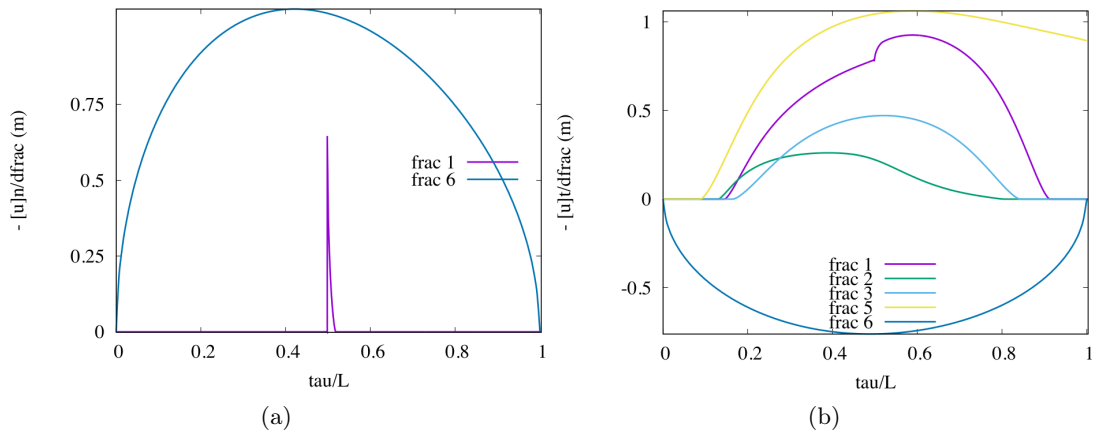 - [u]n/dfrac (m)
0.75
0.5
0.25
0
frac 1
frac 6
0 0.2 0.4 0.6 0.8 1
tau/L
(a)
- [u]t/dfrac (m)
1
0.5
0
-0.5
frac 1
frac 2
frac 3
frac 5
frac 6
0 0.2 0.4 0.6 0.8 1
tau/L
(b)